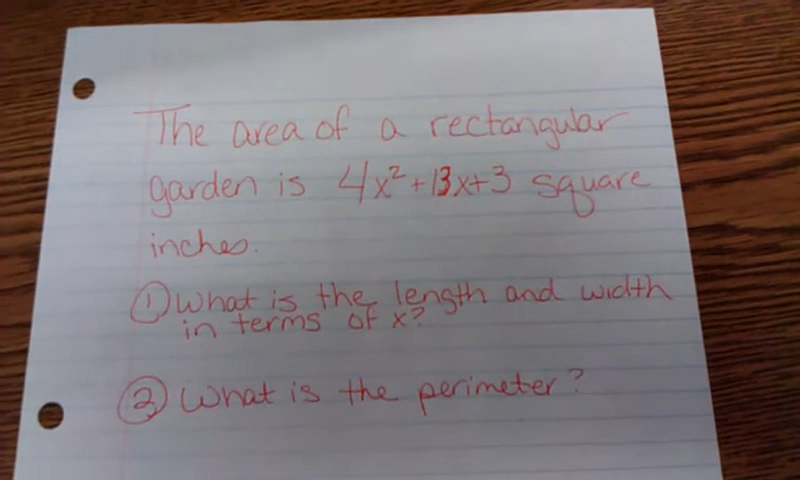 The area of a rectangular
garden is 4x²+13x+3 square
inches.
① What is the length and width
in terms of x?
② What is the perimeter?